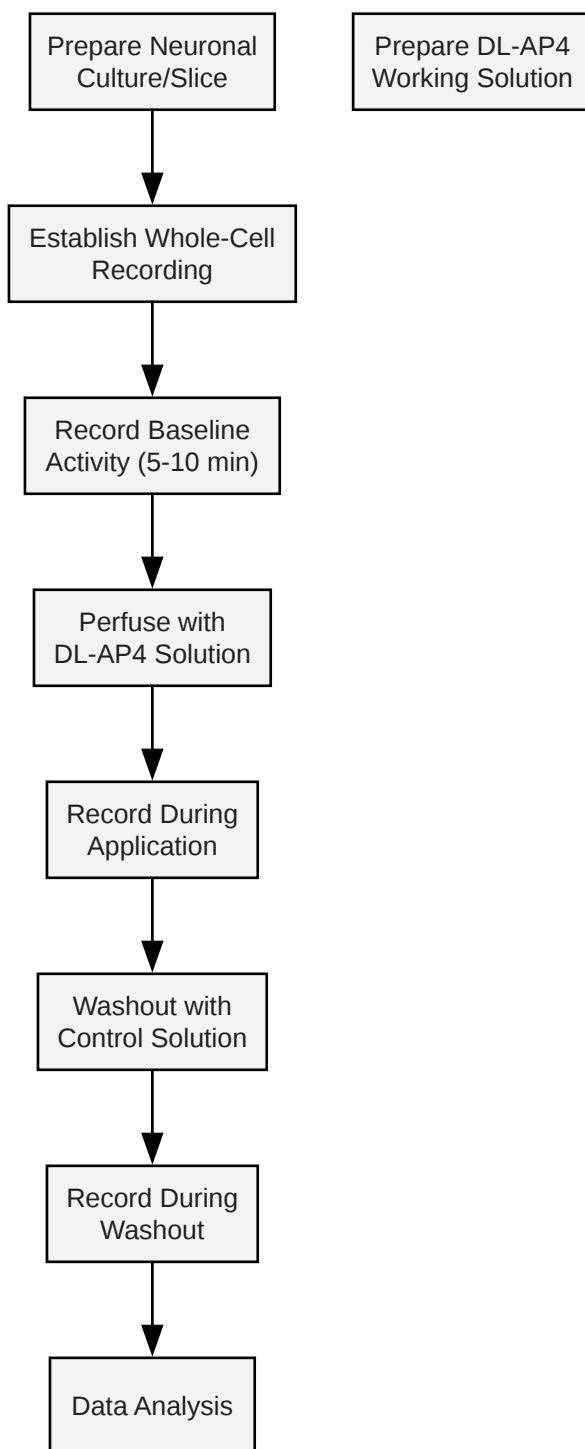 Prepare Neuronal
Culture/Slice
Prepare DL-AP4
Working Solution
Establish Whole-Cell
Recording
Record Baseline
Activity (5-10 min)
Perfuse with
DL-AP4 Solution
Record During
Application
Washout with
Control Solution
Record During
Washout
Data Analysis